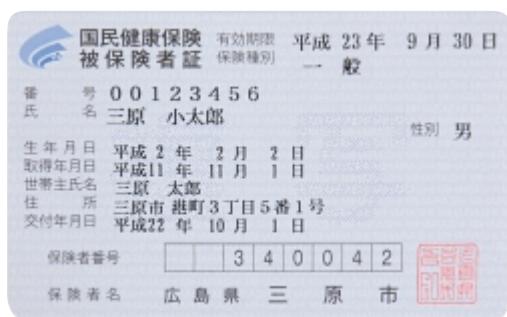 国民健康保険 有効期限 平成 23年 9月 30日
被保険者証 保険種別 一 般
番 号 00123456
氏 名 三原 小太郎
性別 男
生年月日 平成 2 年 2 月 2 日
取得年月日 平成11 年 11 月 1 日
世帯主氏名 三原 太郎
住 所 三原市 港町3丁目5番1号
交付年月日 平成22 年 10 月 1 日
保険者番号 340042
保険者名 広島県 三 原 市